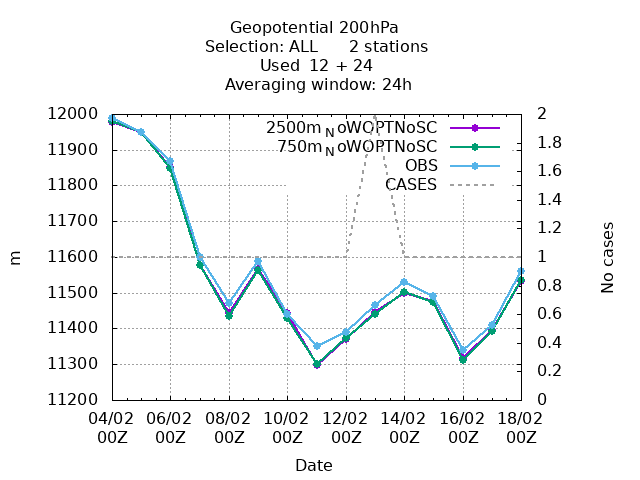 Geopotential 200hPa
Selection: ALL      2 stations
Used  12 + 24
Averaging window: 24h
12000
11900
11800
11700
11600
11500
11400
11300
11200
m
2500m_NoWOPTNoSC
750m_NoWOPTNoSC
OBS
CASES
2
1.8
1.6
1.4
1.2
1
0.8
0.6
0.4
0.2
0
No cases
04/02 06/02 08/02 10/02 12/02 14/02 16/02 18/02
00Z 00Z 00Z 00Z 00Z 00Z 00Z 00Z
Date